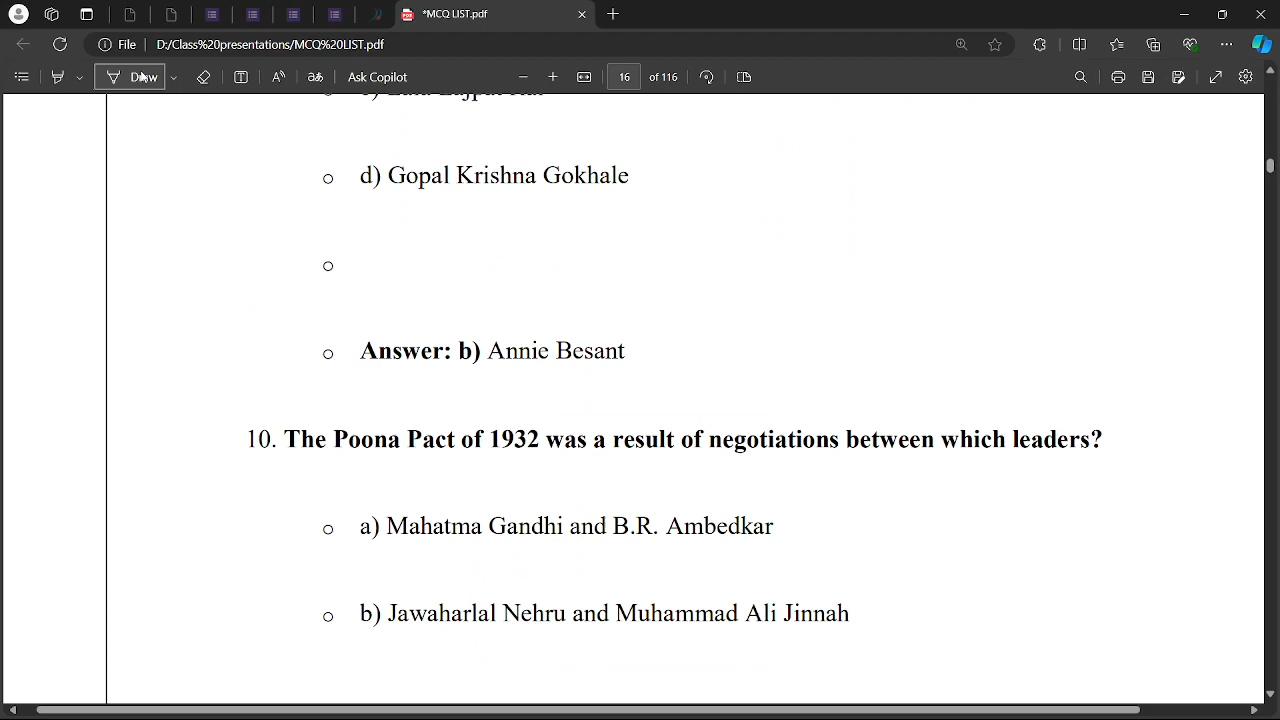 *MCQ LIST.pdf
File
D:/Class%20presentations/MCQ%20LIST.pdf
Draw
Ask Copilot
16
of 116
d) Gopal Krishna Gokhale
Answer: b) Annie Besant
10. The Poona Pact of 1932 was a result of negotiations between which leaders?
a) Mahatma Gandhi and B.R. Ambedkar
b) Jawaharlal Nehru and Muhammad Ali Jinnah